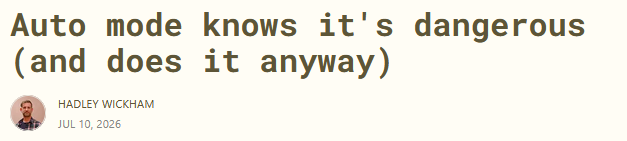 Auto mode knows it's dangerous
(and does it anyway)
HADLEY WICKHAM
JUL 10, 2026